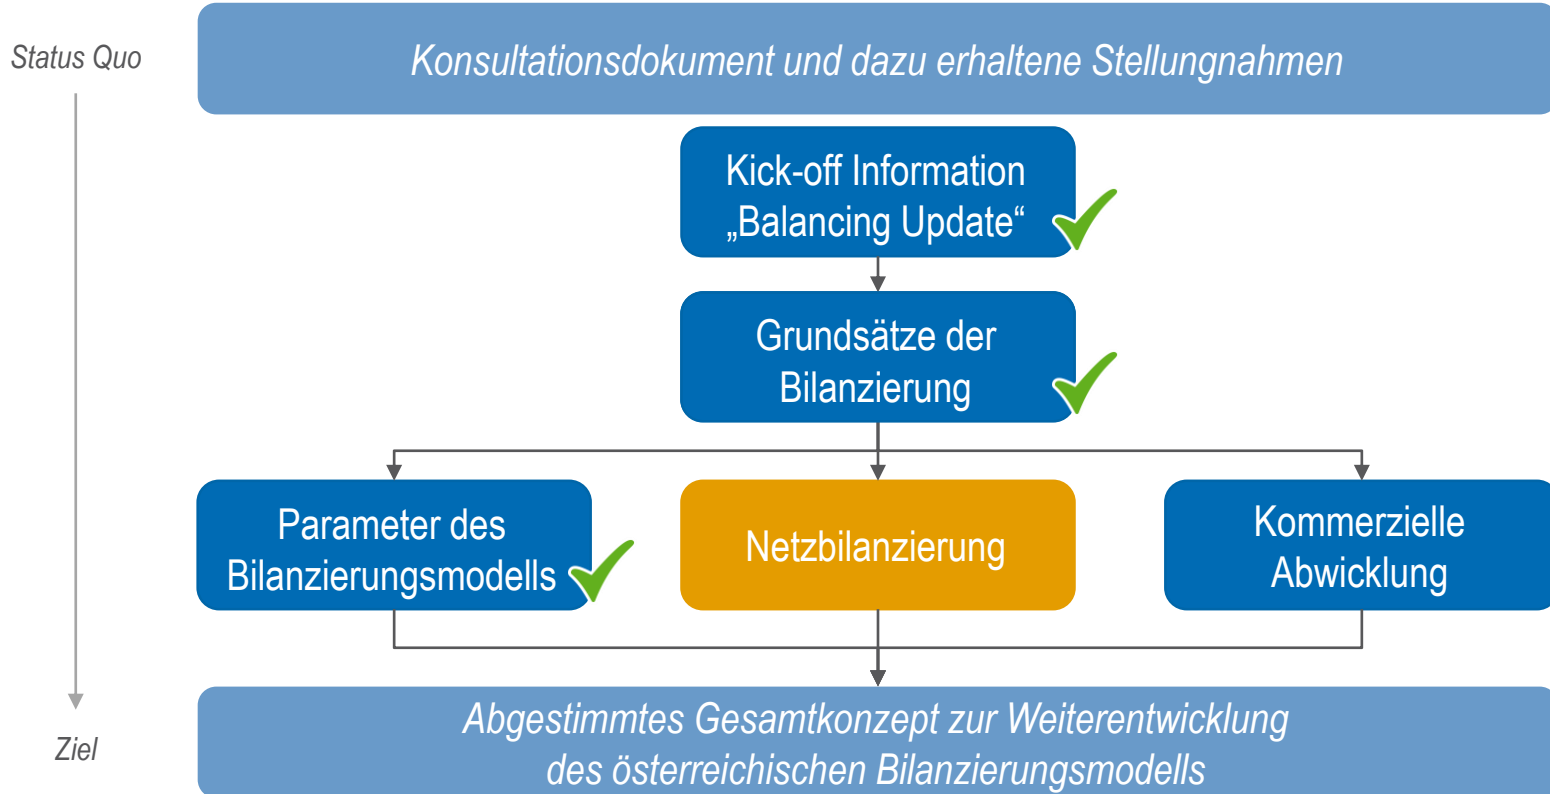 Status Quo
Konsultationsdokument und dazu erhaltene Stellungnahmen
Kick-off Information
„Balancing Update“
Grundsätze der
Bilanzierung
Parameter des
Bilanzierungsmodells
Netzbilanzierung
Kommerzielle
Abwicklung
Ziel
Abgestimmtes Gesamtkonzept zur Weiterentwicklung
des österreichischen Bilanzierungsmodells